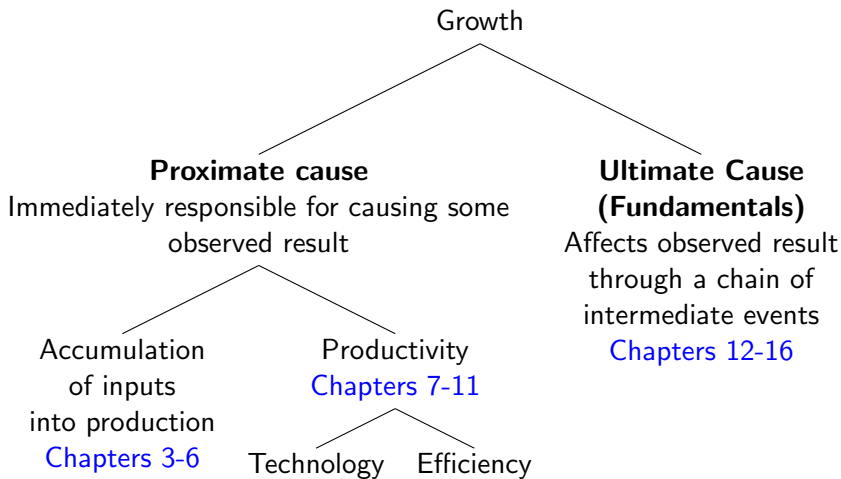 Growth
Proximate cause
Immediately responsible for causing some
observed result
Ultimate Cause
(Fundamentals)
Affects observed result
through a chain of
intermediate events
Chapters 12-16
Accumulation
of inputs
into production
Chapters 3-6
Productivity
Chapters 7-11
Technology
Efficiency